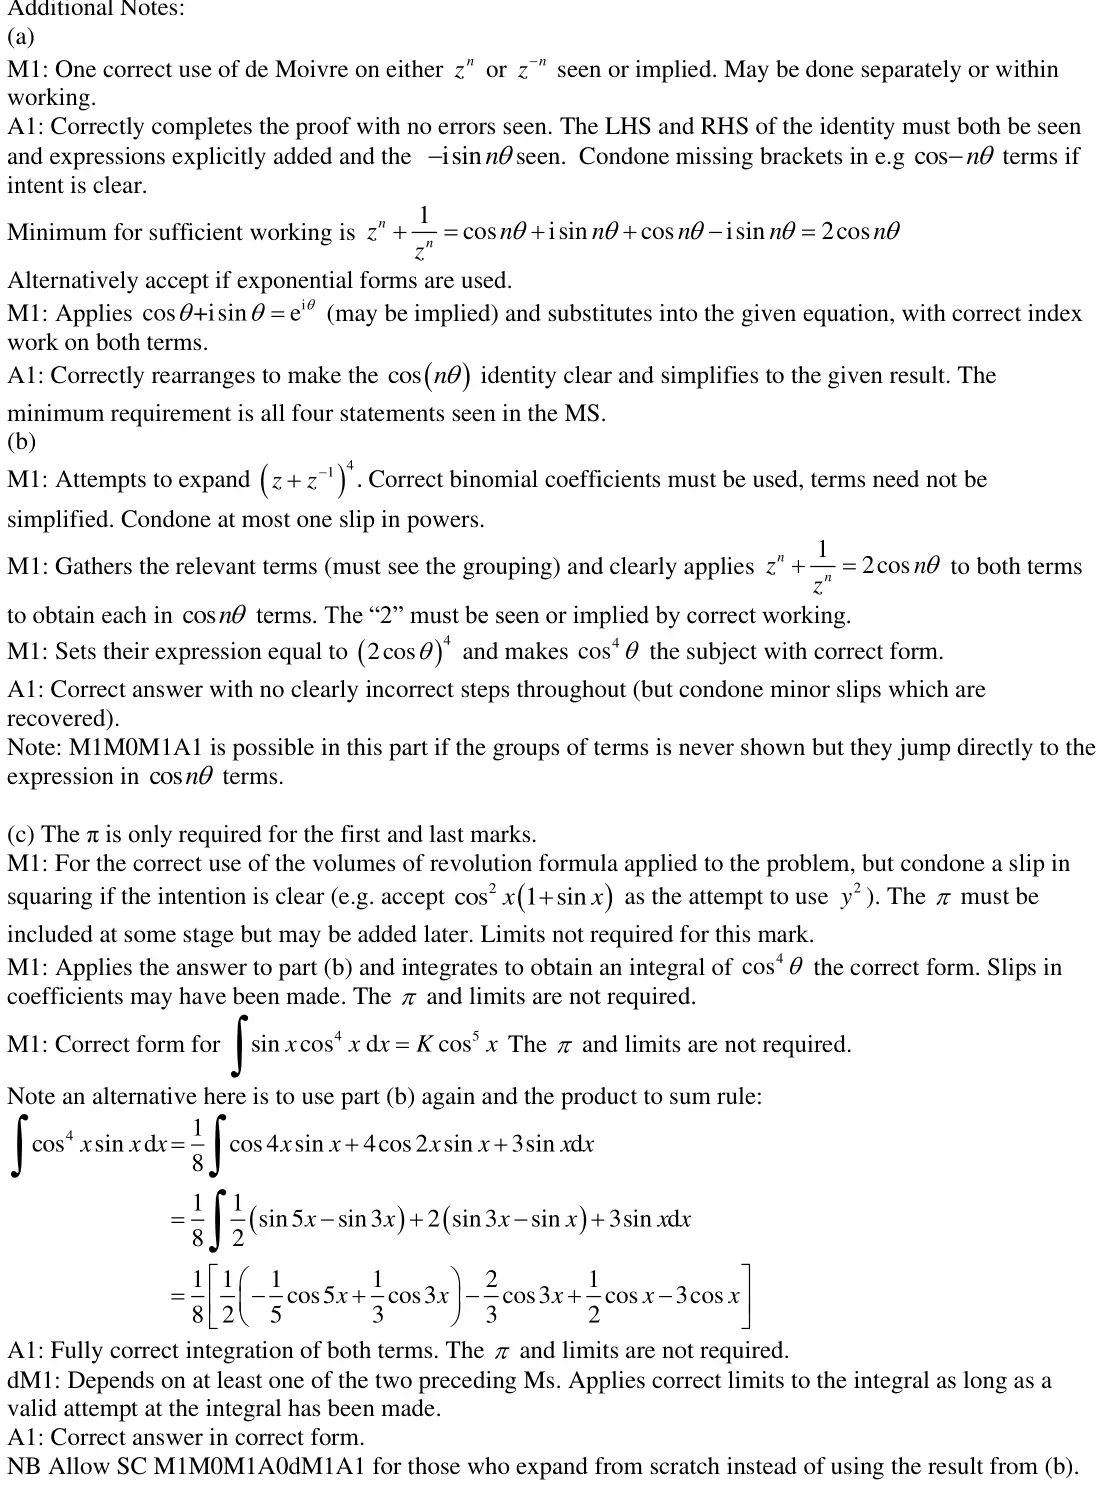 Additional Notes:
(a)
M1: One correct use of de Moivre on either zⁿ or z⁻ⁿ seen or implied. May be done separately or within
working.
A1: Correctly completes the proof with no errors seen. The LHS and RHS of the identity must both be seen
and expressions explicitly added and the −i sin nθ seen. Condone missing brackets in e.g cos−nθ terms if
intent is clear.
Minimum for sufficient working is zⁿ + 1/zⁿ = cos nθ + i sin nθ + cos nθ − i sin nθ = 2cos nθ
Alternatively accept if exponential forms are used.
M1: Applies cos θ+i sin θ = e^(iθ) (may be implied) and substitutes into the given equation, with correct index
work on both terms.
A1: Correctly rearranges to make the cos(nθ) identity clear and simplifies to the given result. The
minimum requirement is all four statements seen in the MS.
(b)
M1: Attempts to expand (z + z⁻¹)⁴. Correct binomial coefficients must be used, terms need not be
simplified. Condone at most one slip in powers.
M1: Gathers the relevant terms (must see the grouping) and clearly applies zⁿ + 1/zⁿ = 2cos nθ to both terms
to obtain each in cos nθ terms. The “2” must be seen or implied by correct working.
M1: Sets their expression equal to (2cos θ)⁴ and makes cos⁴ θ the subject with correct form.
A1: Correct answer with no clearly incorrect steps throughout (but condone minor slips which are
recovered).
Note: M1M0M1A1 is possible in this part if the groups of terms is never shown but they jump directly to the
expression in cos nθ terms.
(c) The π is only required for the first and last marks.
M1: For the correct use of the volumes of revolution formula applied to the problem, but condone a slip in
squaring if the intention is clear (e.g. accept cos² x(1+sin x) as the attempt to use y²). The π must be
included at some stage but may be added later. Limits not required for this mark.
M1: Applies the answer to part (b) and integrates to obtain an integral of cos⁴ θ the correct form. Slips in
coefficients may have been made. The π and limits are not required.
M1: Correct form for ∫ sin x cos⁴ x dx = K cos⁵ x The π and limits are not required.
Note an alternative here is to use part (b) again and the product to sum rule:
∫ cos⁴ x sin x dx = 1/8 ∫ cos 4x sin x + 4cos 2x sin x + 3sin x dx
= 1/8 ∫ 1/2 (sin 5x − sin 3x) + 2(sin 3x − sin x) + 3sin x dx
= 1/8 [1/2 (−1/5 cos 5x + 1/3 cos 3x) − 2/3 cos 3x + 1/2 cos x − 3cos x]
A1: Fully correct integration of both terms. The π and limits are not required.
dM1: Depends on at least one of the two preceding Ms. Applies correct limits to the integral as long as a
valid attempt at the integral has been made.
A1: Correct answer in correct form.
NB Allow SC M1M0M1A0dM1A1 for those who expand from scratch instead of using the result from (b).